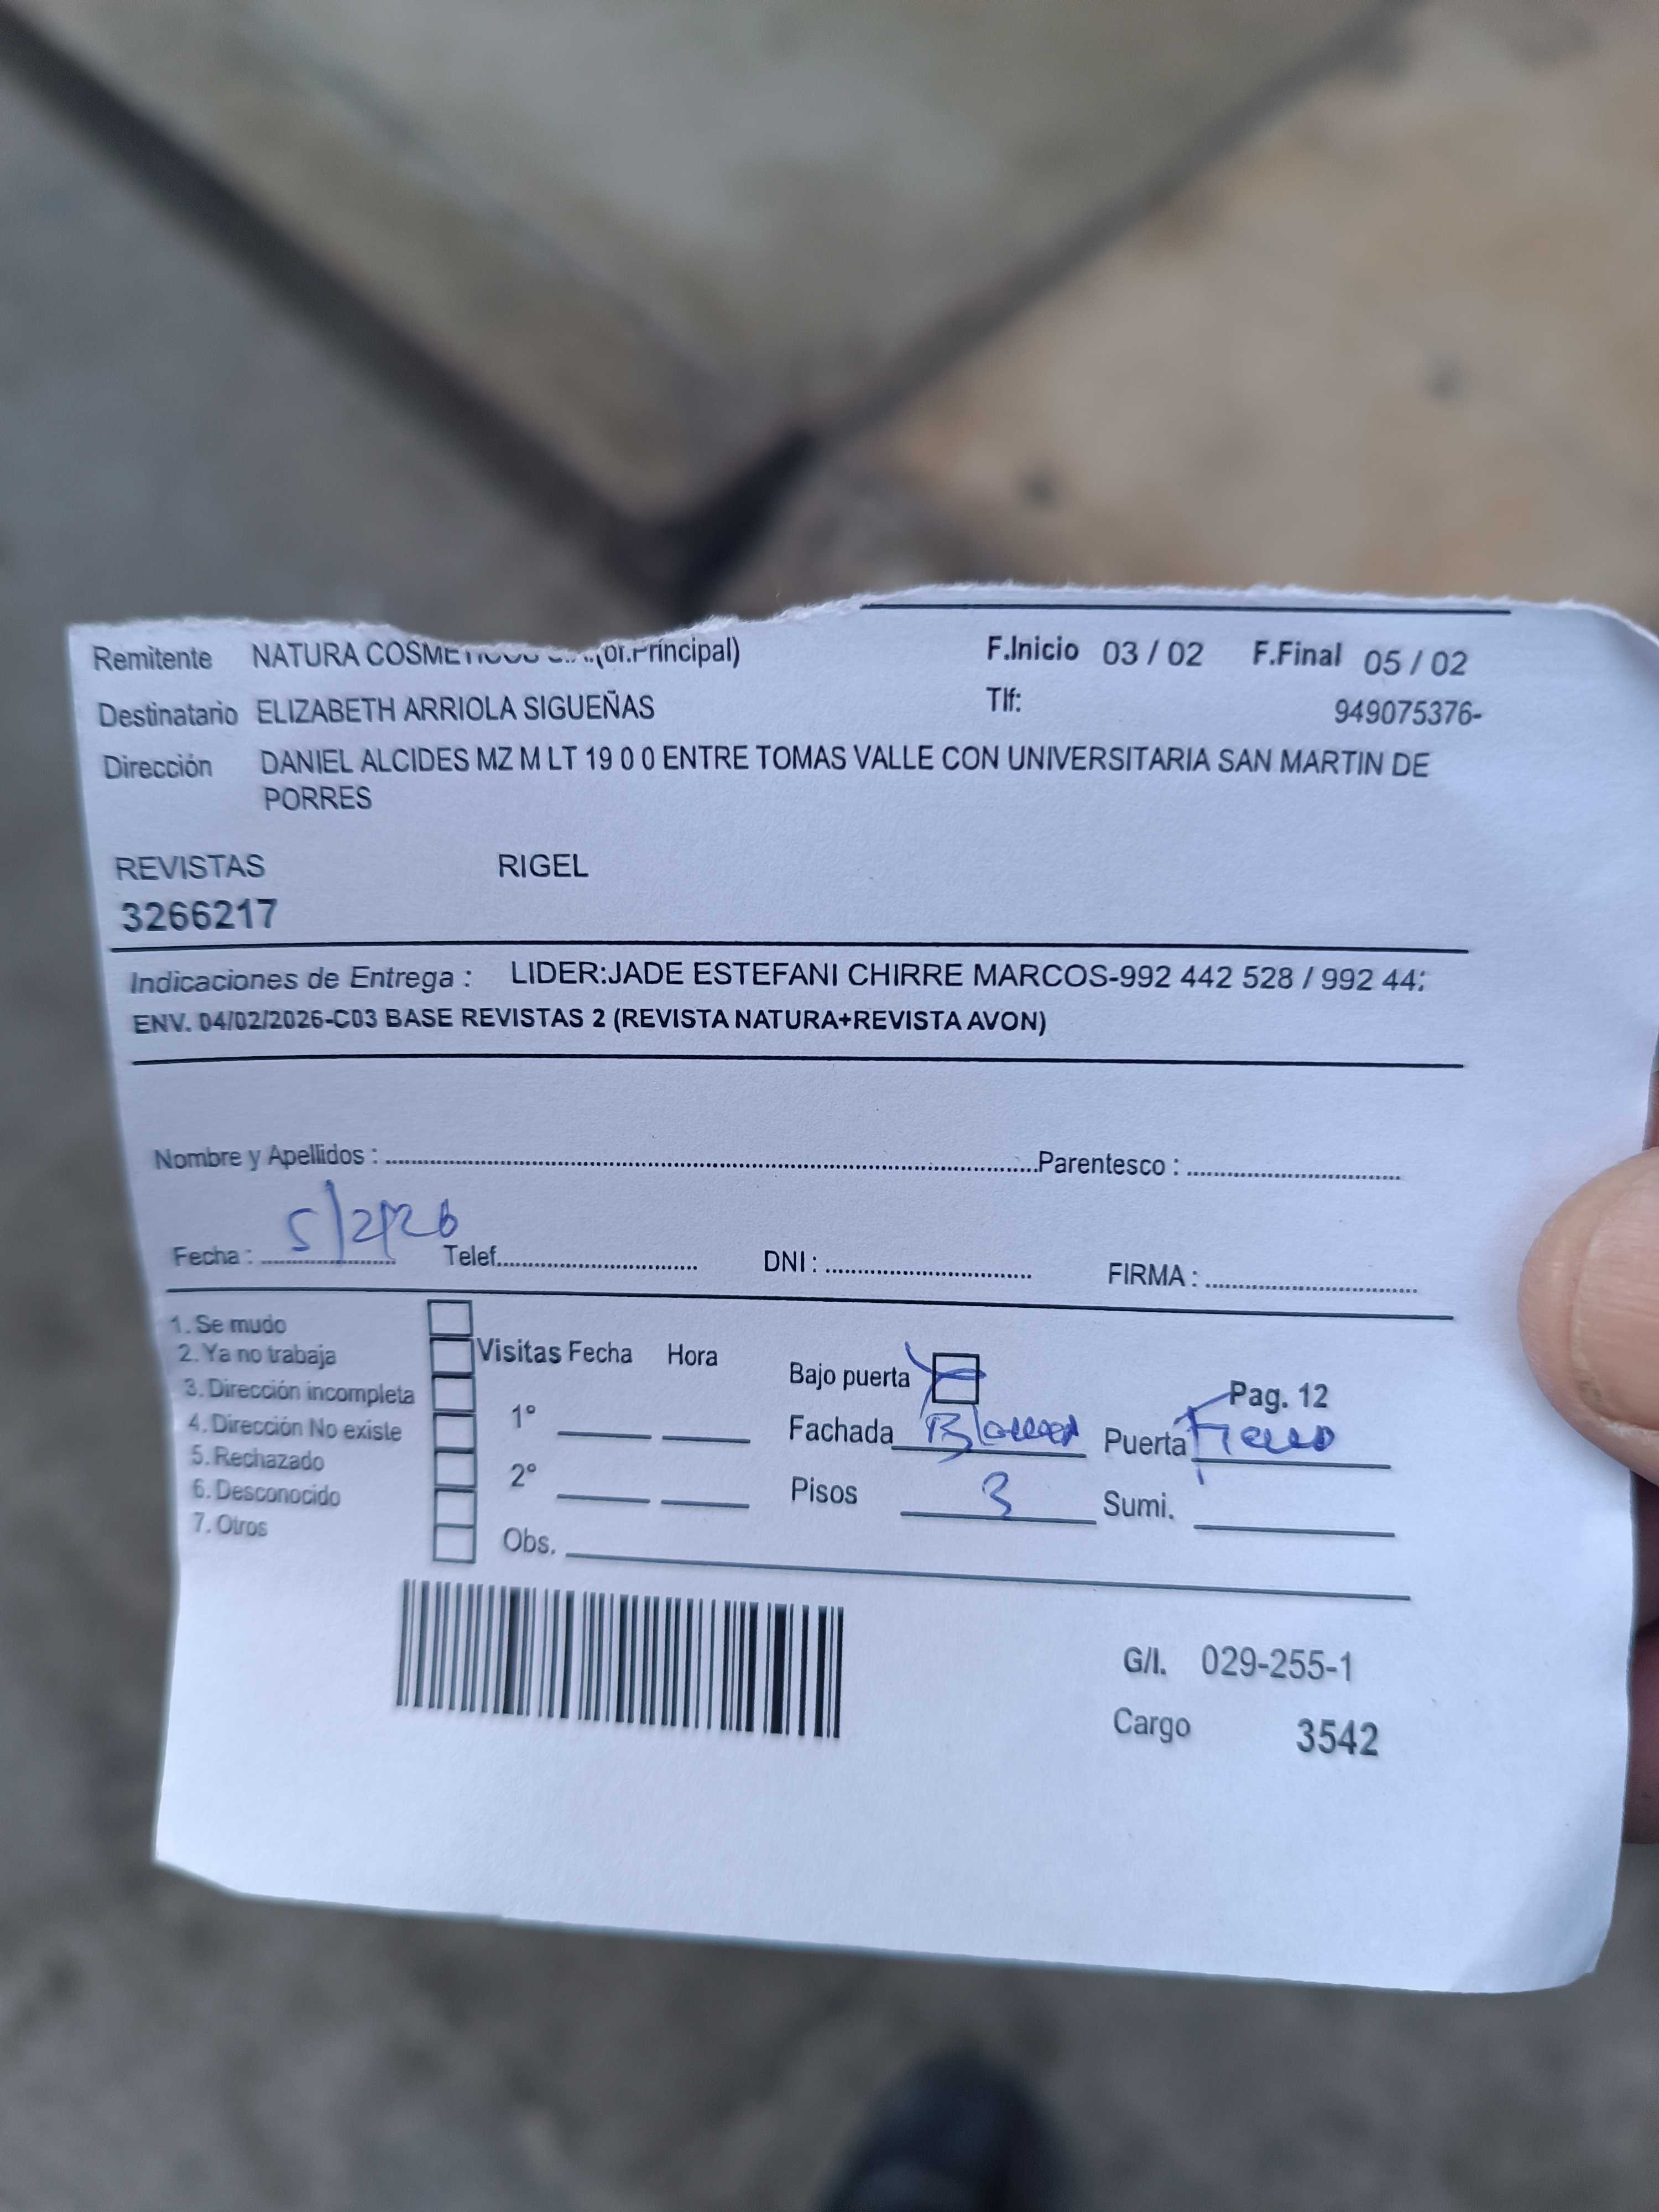 Remitente NATURA COSMETICOS S.A.(of.Principal) F.Inicio 03 / 02 F.Final 05 / 02
Destinatario ELIZABETH ARRIOLA SIGUEÑAS Tlf: 949075376-
Dirección DANIEL ALCIDES MZ M LT 19 0 0 ENTRE TOMAS VALLE CON UNIVERSITARIA SAN MARTIN DE
PORRES
REVISTAS RIGEL
3266217
Indicaciones de Entrega : LIDER:JADE ESTEFANI CHIRRE MARCOS-992 442 528 / 992 44
ENV. 04/02/2026-C03 BASE REVISTAS 2 (REVISTA NATURA+REVISTA AVON)
Nombre y Apellidos : Parentesco :
Fecha : 5/2/26 Telef. DNI : FIRMA :
1. Se mudo
2. Ya no trabaja
3. Dirección incompleta
4. Dirección No existe
5. Rechazado
6. Desconocido
7. Otros
Visitas Fecha Hora
1°
2°
Obs.
Bajo puerta Pag. 12
Fachada Blanco Puerta Fierro
Pisos 3 Sumi.
G/I. 029-255-1
Cargo 3542